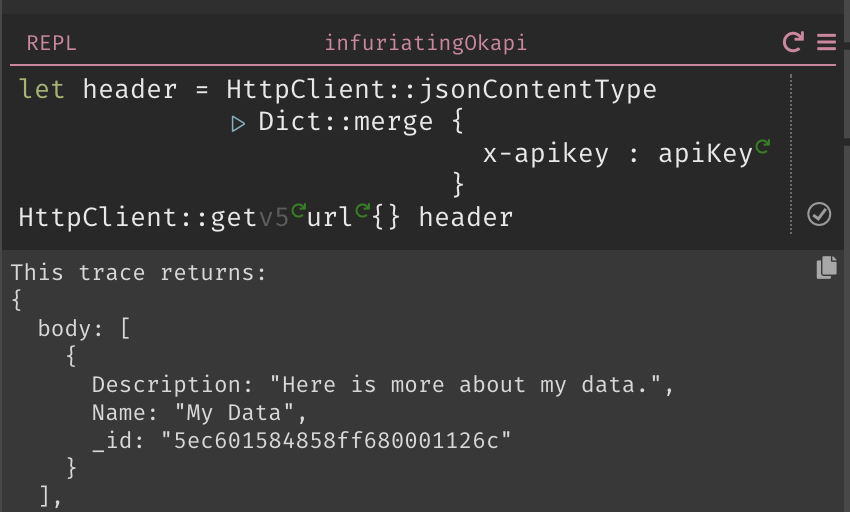 REPL infuriatingOkapi
let header = HttpClient::jsonContentType
▷ Dict::merge {
x-apikey : apiKey
}
HttpClient::getv5 url {} header
This trace returns:
{
body: [
{
Description: "Here is more about my data.",
Name: "My Data",
_id: "5ec601584858ff680001126c"
}
],